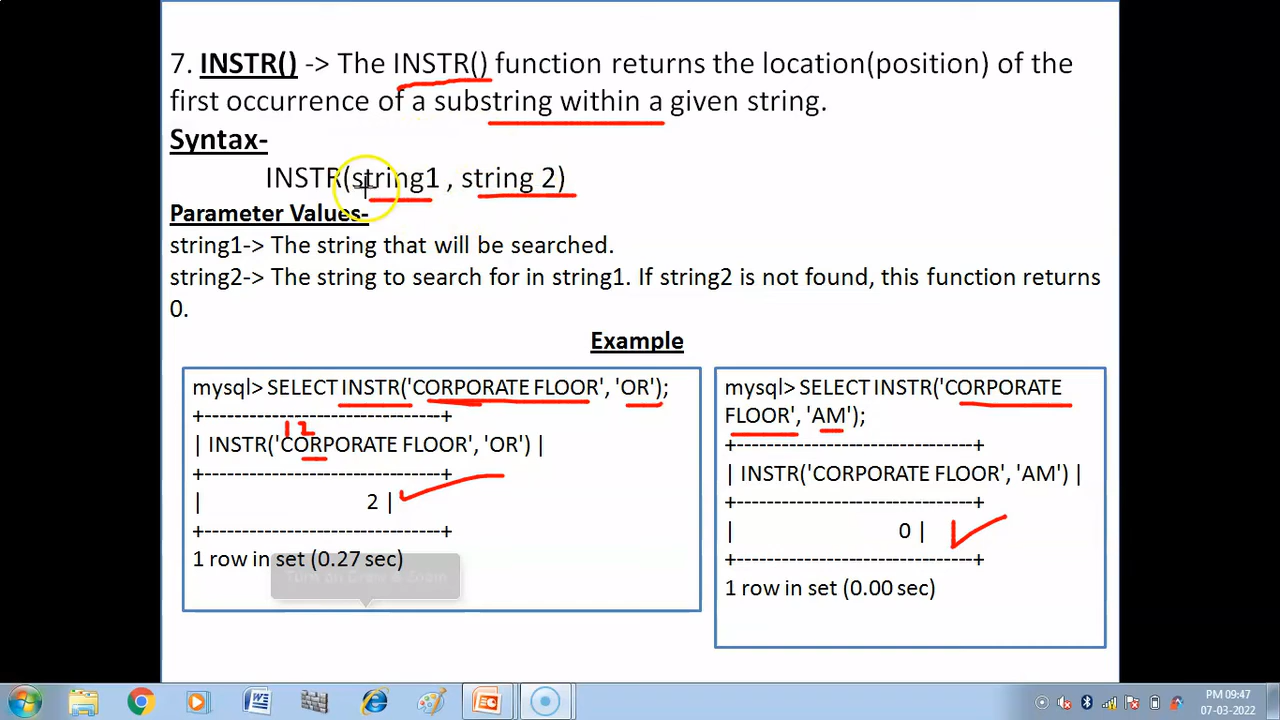 7. INSTR() -> The INSTR() function returns the location(position) of the
first occurrence of a substring within a given string.
Syntax-
INSTR(string1 , string 2)
Parameter Values-
string1-> The string that will be searched.
string2-> The string to search for in string1. If string2 is not found, this function returns
0.
Example
mysql> SELECT INSTR('CORPORATE FLOOR', 'OR');
+---------------------------------+
1 2
| INSTR('CORPORATE FLOOR', 'OR') |
+---------------------------------+
| 2 |
+---------------------------------+
1 row in set (0.27 sec)
mysql> SELECT INSTR('CORPORATE
FLOOR', 'AM');
+---------------------------------+
| INSTR('CORPORATE FLOOR', 'AM') |
+---------------------------------+
| 0 |
+---------------------------------+
1 row in set (0.00 sec)
PM 09:47
07-03-2022